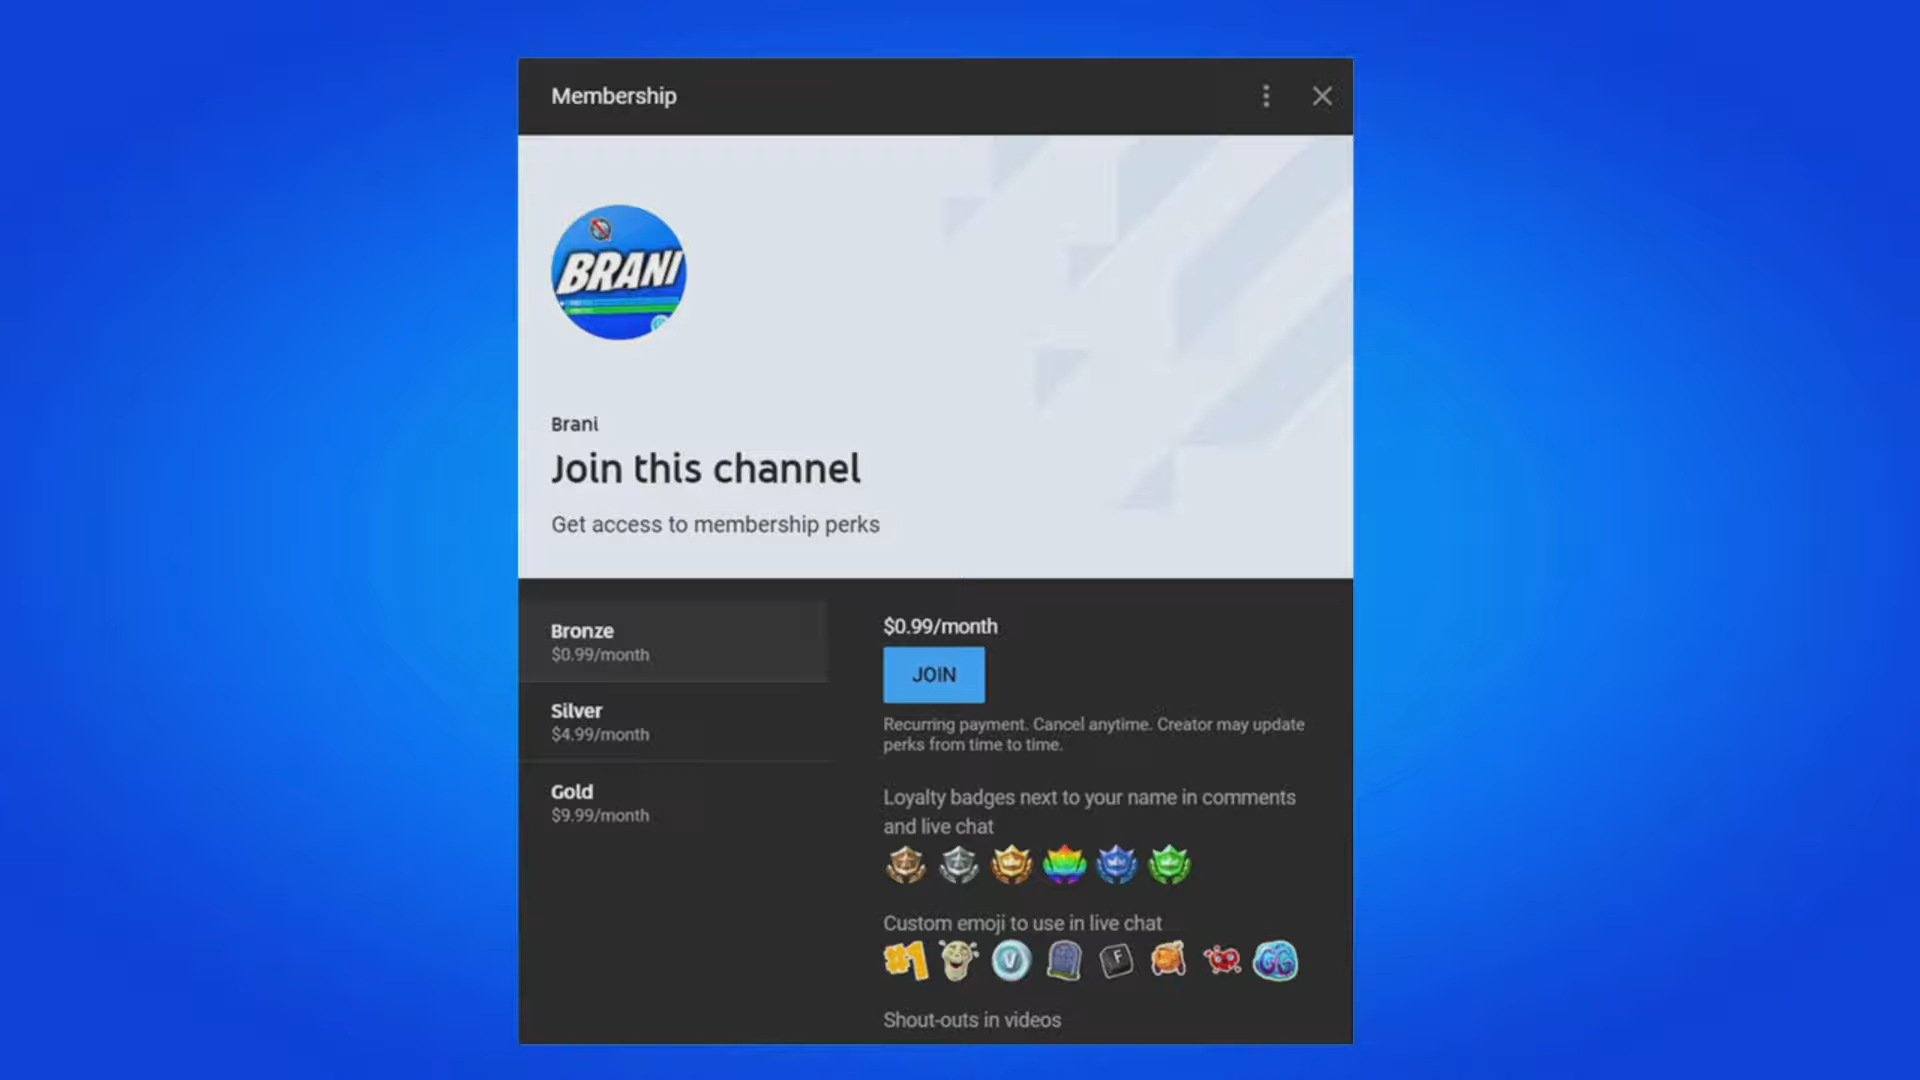 Membership
BRANI
Brani
Join this channel
Get access to membership perks
Bronze
$0.99/month
Silver
$4.99/month
Gold
$9.99/month
$0.99/month
JOIN
Recurring payment. Cancel anytime. Creator may update
perks from time to time.
Loyalty badges next to your name in comments
and live chat
Custom emoji to use in live chat
#1 V F GG
Shout-outs in videos